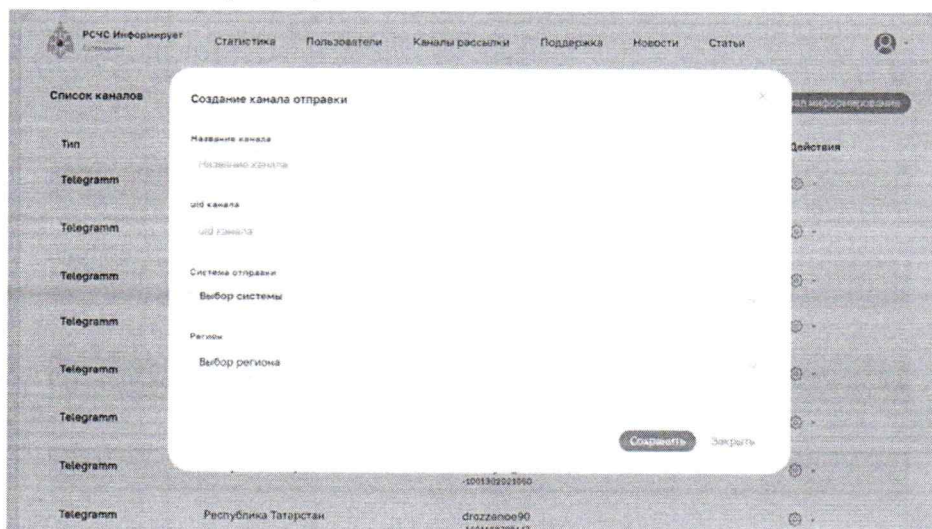 РСЧС Информирует
Статистика Пользователи Каналы рассылки Поддержка Новости Статьи
Список каналов
Создание канала отправки
Тип
Действия
Название канала
Название канала
Telegramm
uid канала
uid канала
Telegramm
Система отправки
Telegramm
Выбор системы
Telegramm
Регионы
Выбор региона
Telegramm
Telegramm
Сохранить Закрыть
Telegramm
-1001302021060
Telegramm Республика Татарстан drozzanoe90